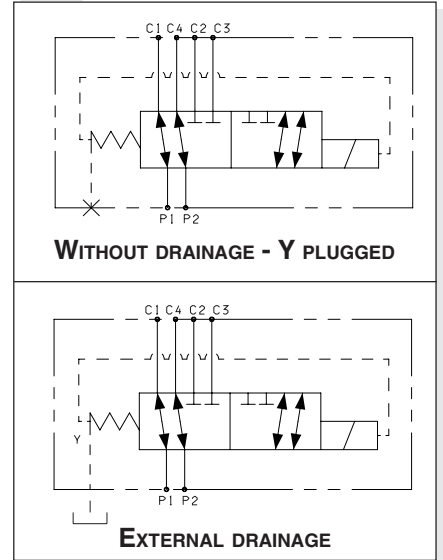 C1 C4 C2 C3
P1 P2
WITHOUT DRAINAGE - Y PLUGGED
C1 C4 C2 C3
Y
P1 P2
EXTERNAL DRAINAGE